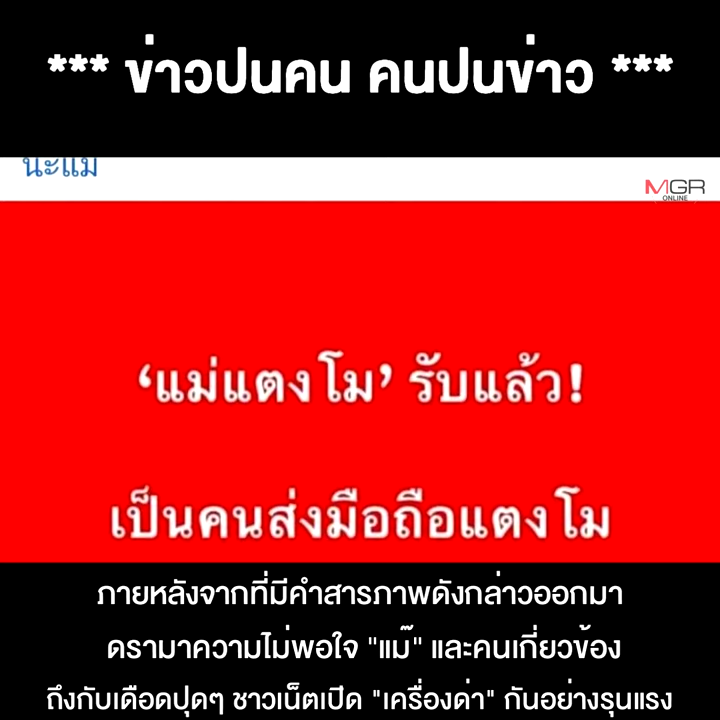 *** ข่าวปนคน คนปนข่าว ***
นะแม่
MGR
ONLINE
‘แม่แตงโม’ รับแล้ว!
เป็นคนส่งมือถือแตงโม
ภายหลังจากที่มีคำสารภาพดังกล่าวออกมา
ดรามาความไม่พอใจ "แม๊" และคนเกี่ยวข้อง
ถึงกับเดือดปุดๆ ชาวเน็ตเปิด "เครื่องด่า" กันอย่างรุนแรง